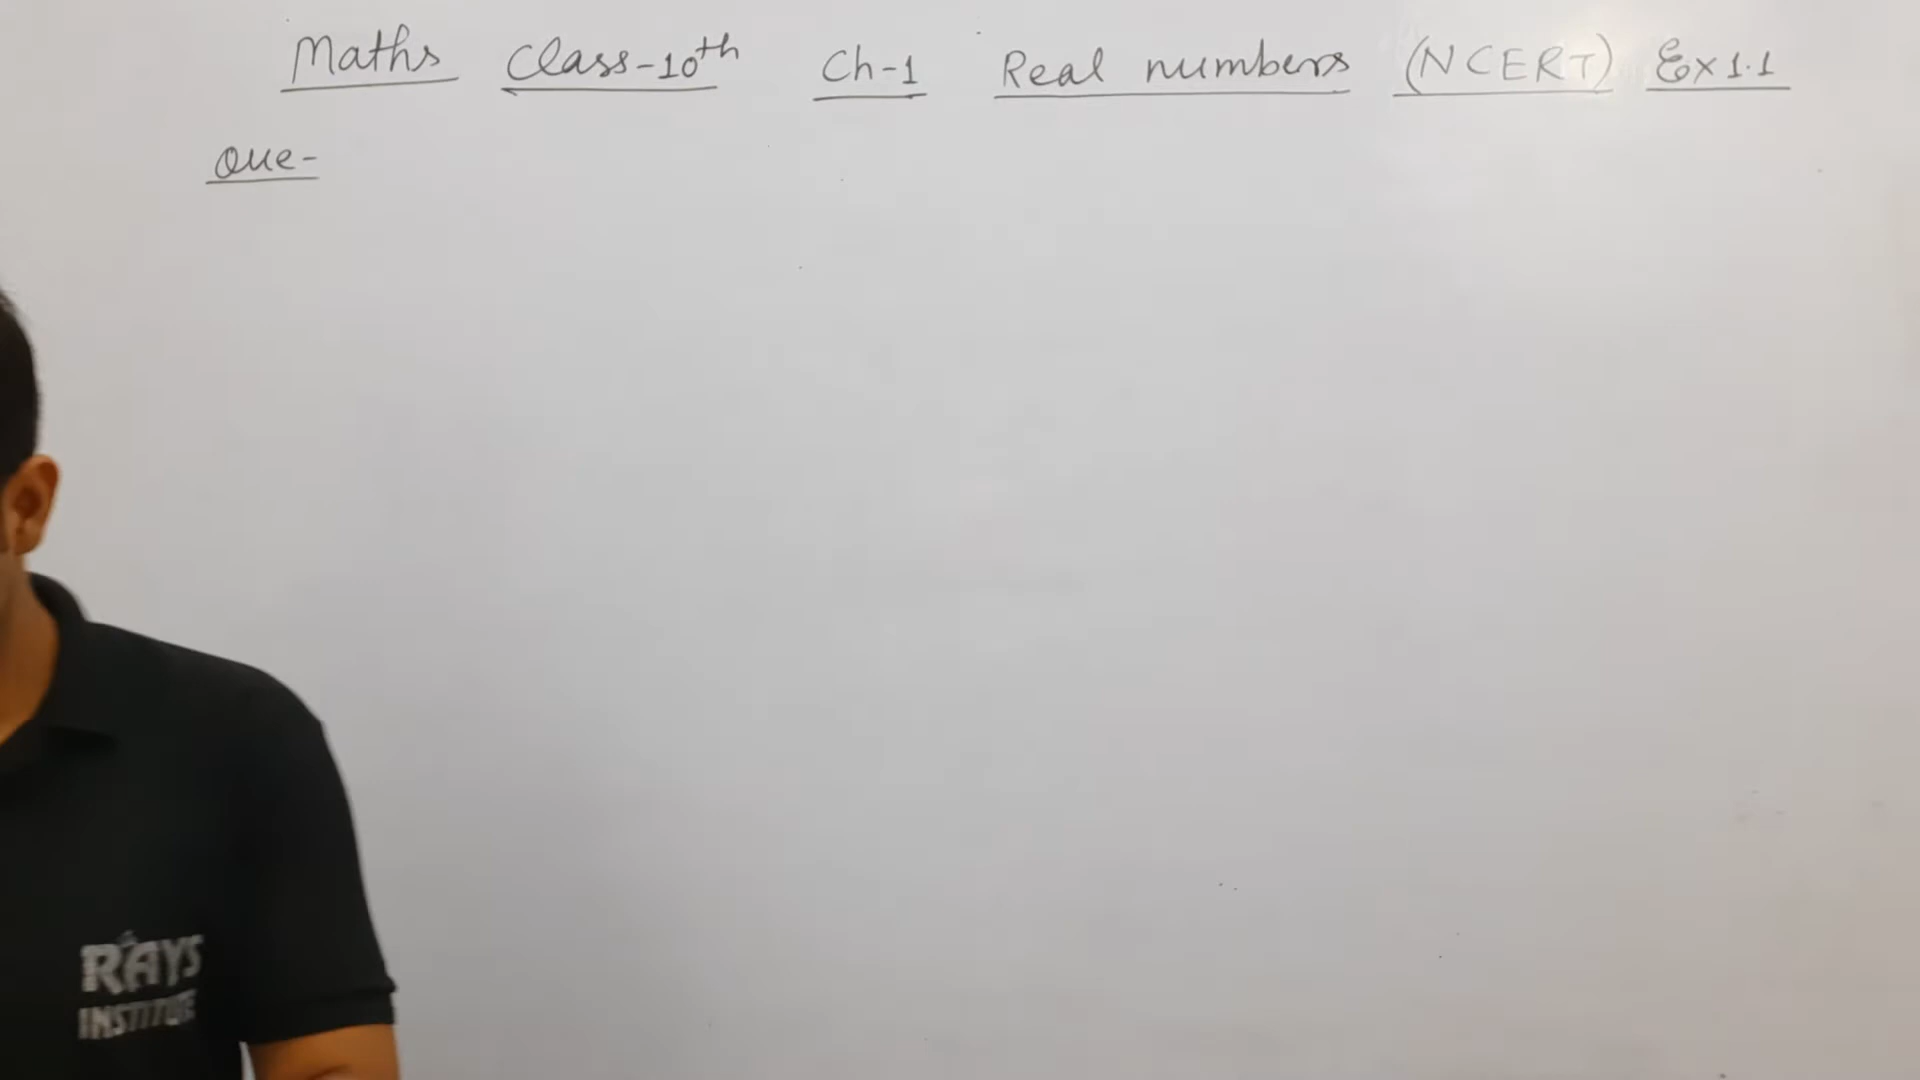 Maths Class-10th Ch-1 Real numbers (NCERT) Ex 1.1
Que-
RAYS
INSTITUTE